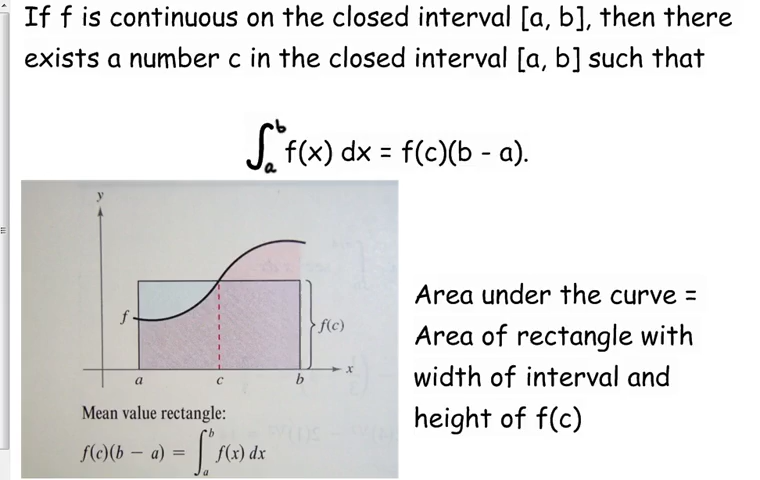 If f is continuous on the closed interval [a, b], then there
exists a number c in the closed interval [a, b] such that
∫ₐᵇ f(x) dx = f(c)(b - a).
y
f
f(c)
x
a c b
Mean value rectangle:
f(c)(b − a) = ∫ₐᵇ f(x) dx
Area under the curve =
Area of rectangle with
width of interval and
height of f(c)